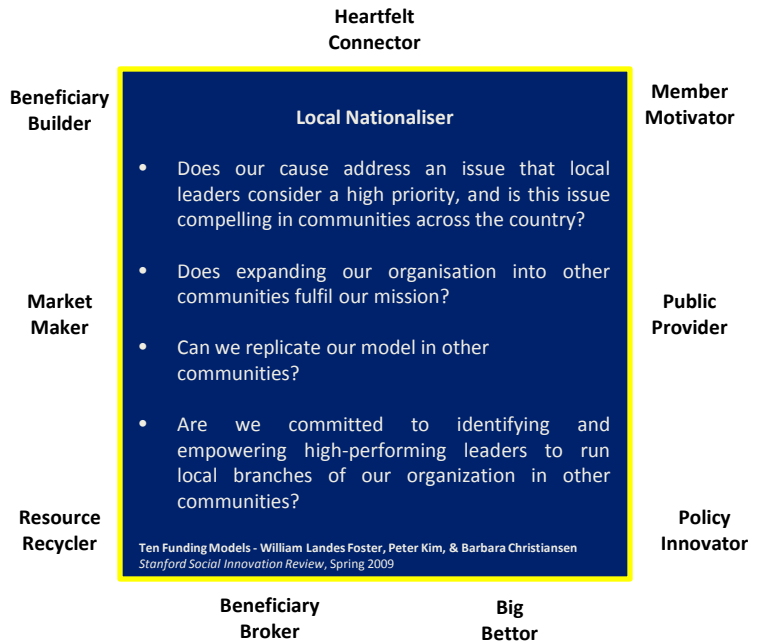 Heartfelt
Connector
Beneficiary
Builder
Member
Motivator
Local Nationaliser
• Does our cause address an issue that local
leaders consider a high priority, and is this issue
compelling in communities across the country?
• Does expanding our organisation into other
communities fulfil our mission?
Market
Maker
Public
Provider
• Can we replicate our model in other
communities?
• Are we committed to identifying and
empowering high-performing leaders to run
local branches of our organization in other
communities?
Resource
Recycler
Policy
Innovator
Ten Funding Models - William Landes Foster, Peter Kim, & Barbara Christiansen
Stanford Social Innovation Review, Spring 2009
Beneficiary
Broker
Big
Bettor